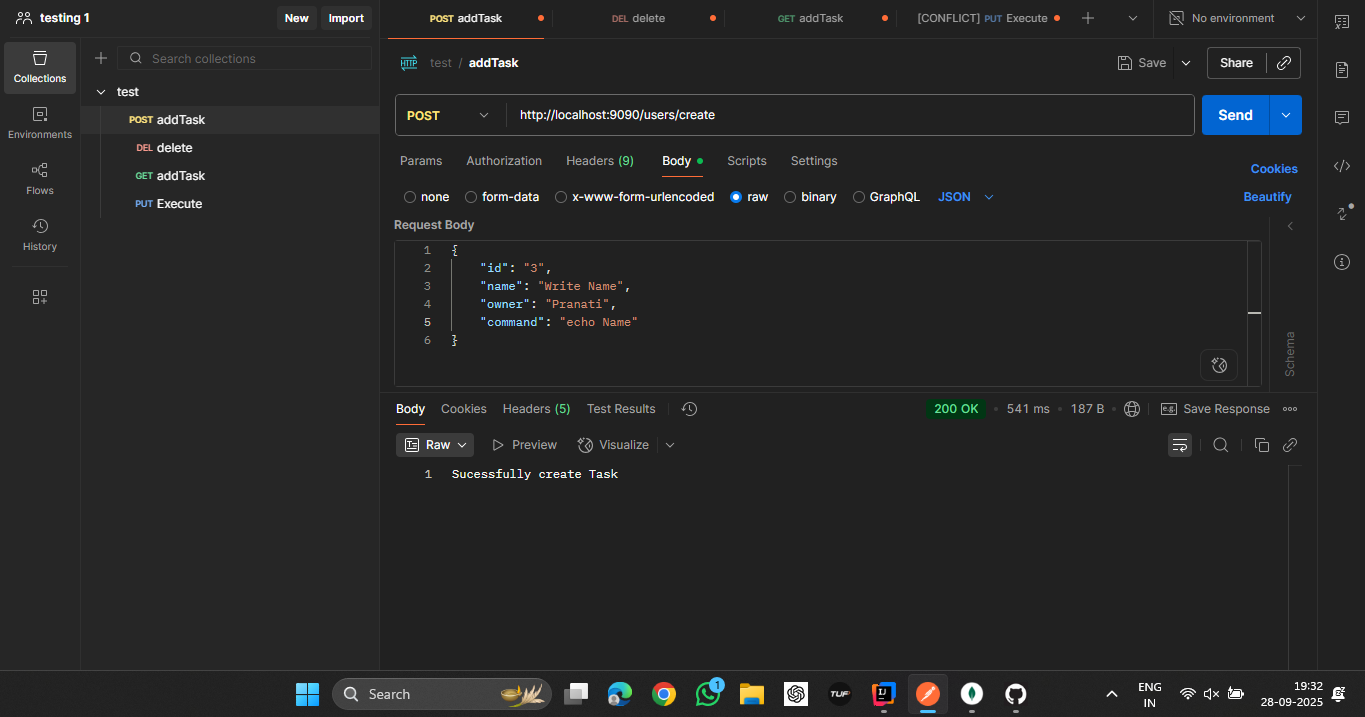 testing 1
New
Import
POST addTask
DEL delete
GET addTask
[CONFLICT] PUT Execute
No environment
Collections
Environments
Flows
History
Search collections
test
POST addTask
DEL delete
GET addTask
PUT Execute
HTTP test / addTask
Save
Share
POST
http://localhost:9090/users/create
Send
Params
Authorization
Headers (9)
Body
Scripts
Settings
Cookies
none
form-data
x-www-form-urlencoded
raw
binary
GraphQL
JSON
Beautify
Request Body
1 {
2 "id": "3",
3 "name": "Write Name",
4 "owner": "Pranati",
5 "command": "echo Name"
6 }
Schema
Body
Cookies
Headers (5)
Test Results
200 OK
541 ms
187 B
e.g. Save Response
Raw
Preview
Visualize
1 Sucessfully create Task
Search
1
TUF
IJ
ENG
IN
19:32
28-09-2025